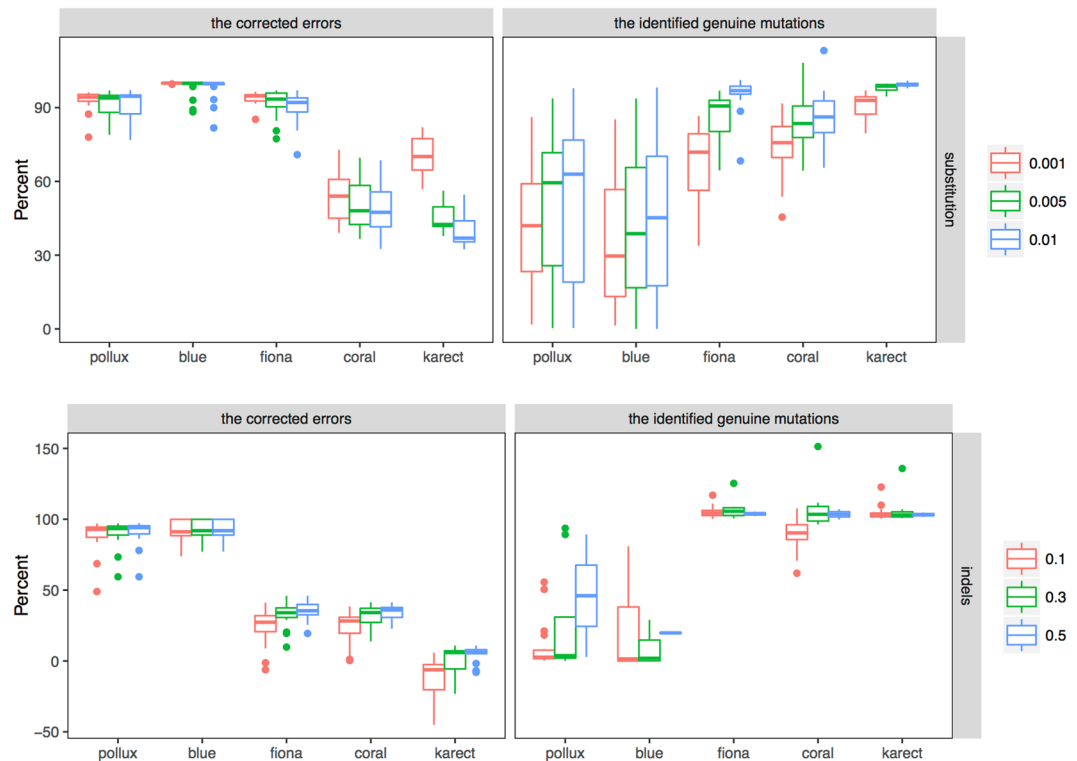 the corrected errors
the identified genuine mutations
Percent
90
60
30
0
pollux
blue
fiona
coral
karect
pollux
blue
fiona
coral
karect
substitution
0.001
0.005
0.01
the corrected errors
the identified genuine mutations
Percent
150
100
50
0
−50
pollux
blue
fiona
coral
karect
pollux
blue
fiona
coral
karect
indels
0.1
0.3
0.5